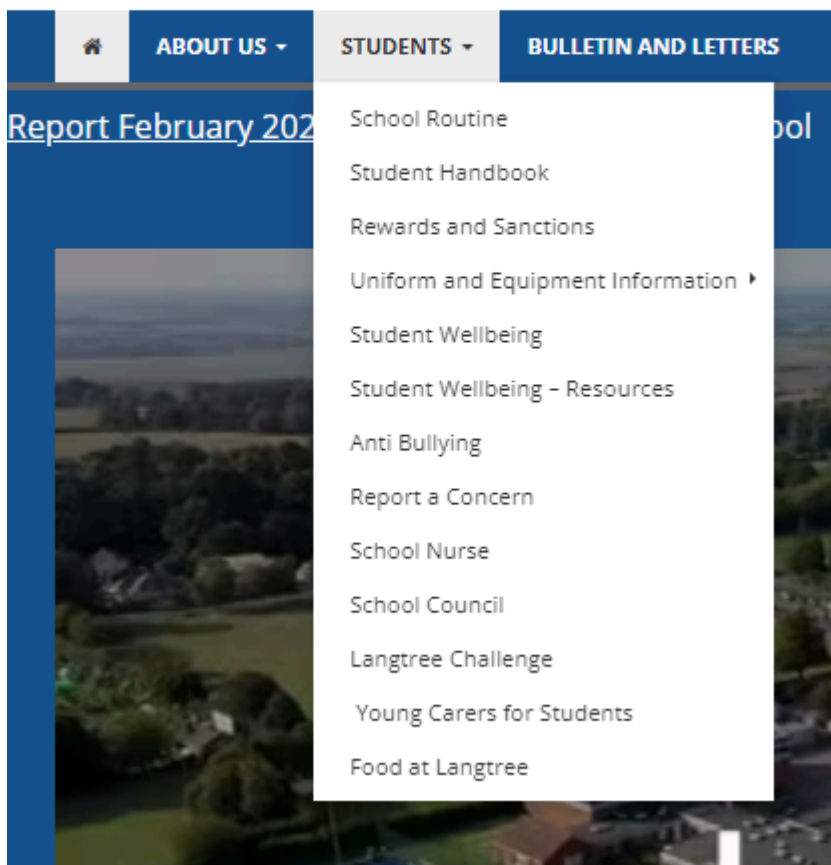 ABOUT US STUDENTS BULLETIN AND LETTERS
Report February 202 ool
School Routine
Student Handbook
Rewards and Sanctions
Uniform and Equipment Information
Student Wellbeing
Student Wellbeing – Resources
Anti Bullying
Report a Concern
School Nurse
School Council
Langtree Challenge
Young Carers for Students
Food at Langtree